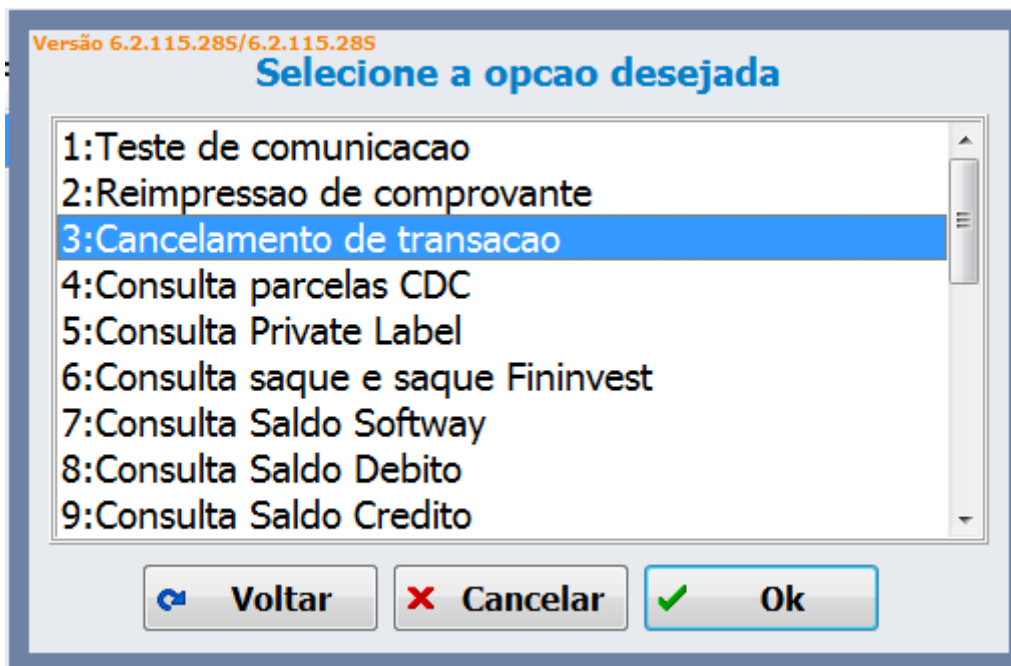 Versão 6.2.115.28S/6.2.115.28S
Selecione a opcao desejada
1:Teste de comunicacao
2:Reimpressao de comprovante
3:Cancelamento de transacao
4:Consulta parcelas CDC
5:Consulta Private Label
6:Consulta saque e saque Fininvest
7:Consulta Saldo Softway
8:Consulta Saldo Debito
9:Consulta Saldo Credito
Voltar Cancelar Ok